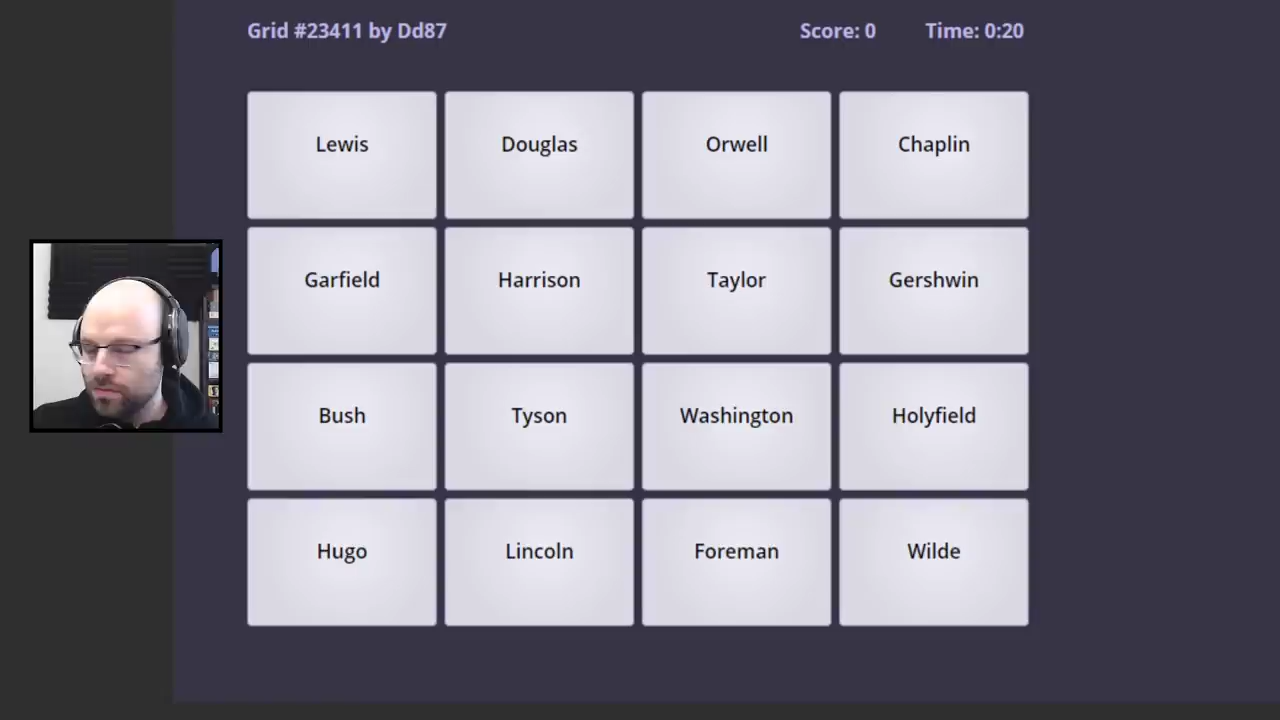 Grid #23411 by Dd87 Score: 0 Time: 0:20
Lewis Douglas Orwell Chaplin
Garfield Harrison Taylor Gershwin
Bush Tyson Washington Holyfield
Hugo Lincoln Foreman Wilde